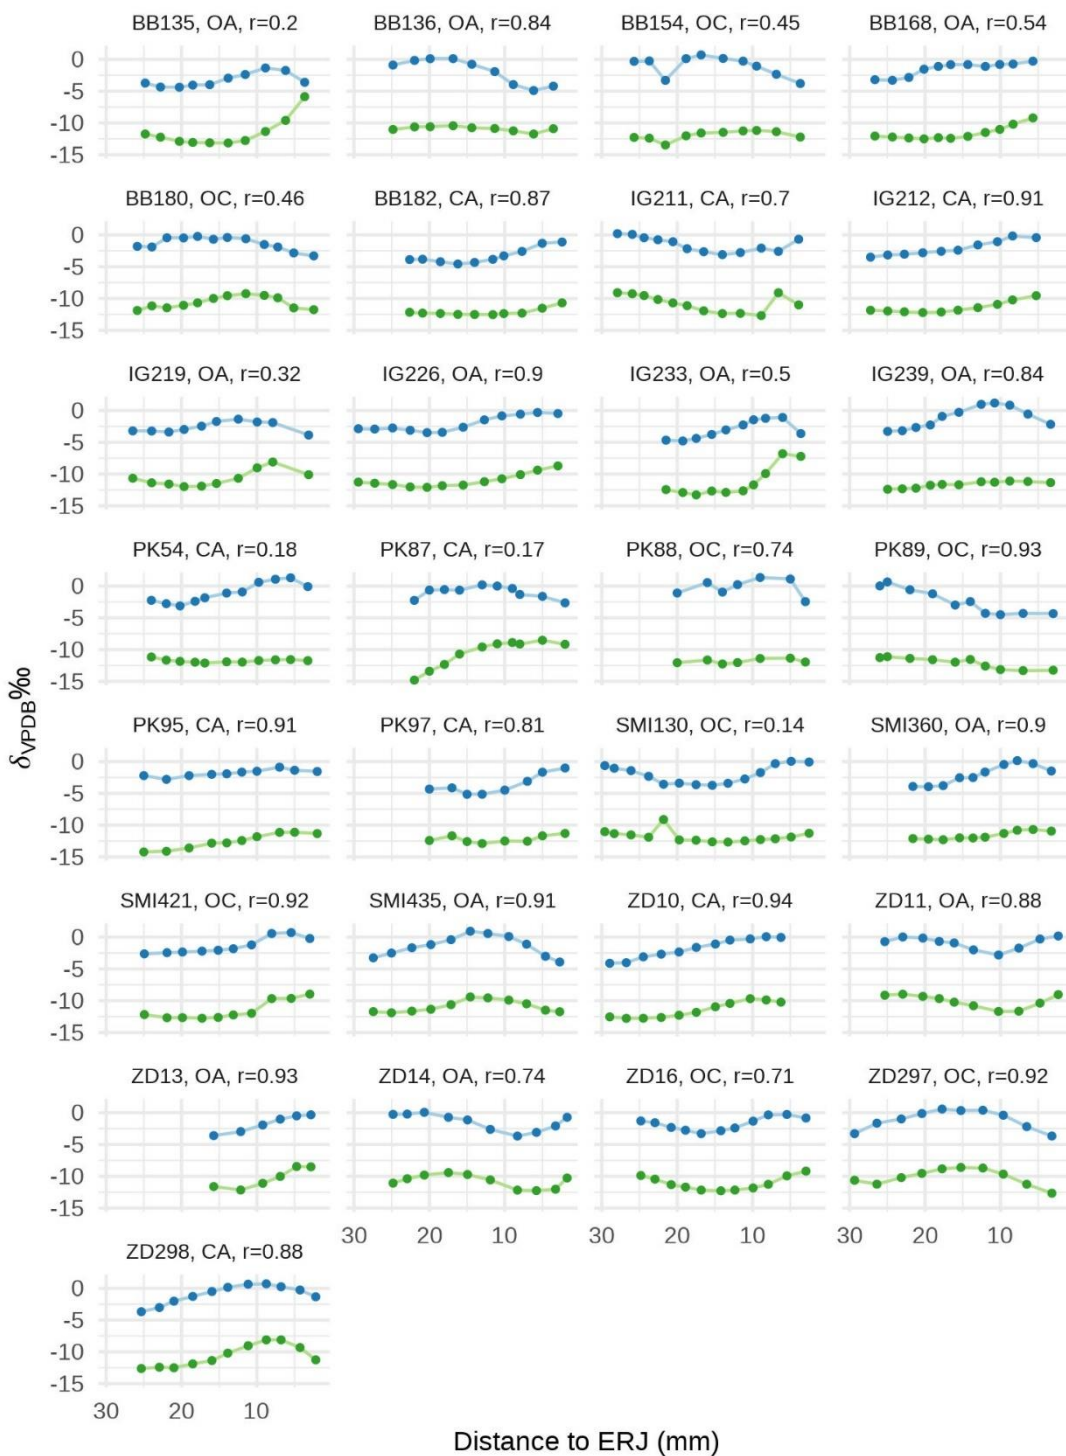 BB135, OA, r=0.2
BB136, OA, r=0.84
BB154, OC, r=0.45
BB168, OA, r=0.54
0
-5
-10
-15
BB180, OC, r=0.46
BB182, CA, r=0.87
IG211, CA, r=0.7
IG212, CA, r=0.91
0
-5
-10
-15
IG219, OA, r=0.32
IG226, OA, r=0.9
IG233, OA, r=0.5
IG239, OA, r=0.84
0
-5
-10
-15
PK54, CA, r=0.18
PK87, CA, r=0.17
PK88, OC, r=0.74
PK89, OC, r=0.93
0
-5
-10
-15
δVPDB‰
PK95, CA, r=0.91
PK97, CA, r=0.81
SMI130, OC, r=0.14
SMI360, OA, r=0.9
0
-5
-10
-15
SMI421, OC, r=0.92
SMI435, OA, r=0.91
ZD10, CA, r=0.94
ZD11, OA, r=0.88
0
-5
-10
-15
ZD13, OA, r=0.93
ZD14, OA, r=0.74
ZD16, OC, r=0.71
ZD297, OC, r=0.92
0
-5
-10
-15
30 20 10
30 20 10
30 20 10
ZD298, CA, r=0.88
0
-5
-10
-15
30 20 10
Distance to ERJ (mm)